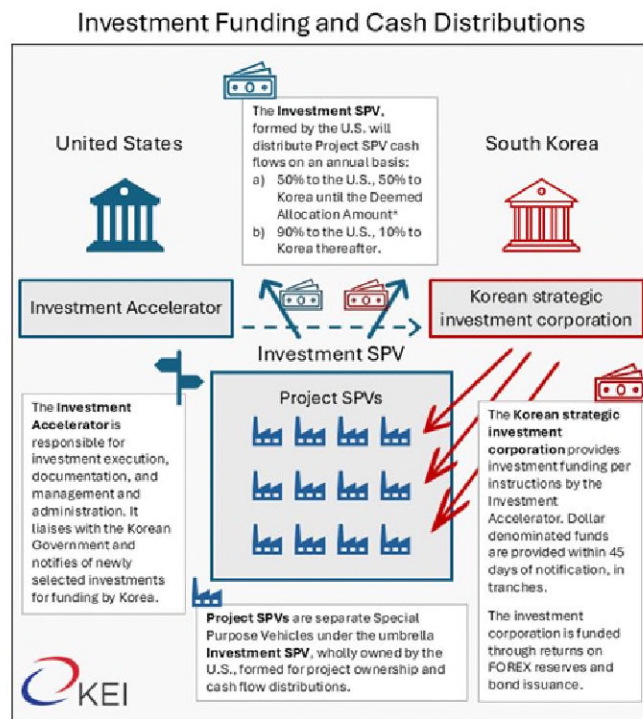 Investment Funding and Cash Distributions
The Investment SPV,
formed by the U.S. will
distribute Project SPV cash
flows on an annual basis:
a) 50% to the U.S., 50% to
Korea until the Deemed
Allocation Amount*
b) 90% to the U.S., 10% to
Korea thereafter.
United States
South Korea
Investment Accelerator
Korean strategic
investment corporation
Investment SPV
Project SPVs
The Investment
Accelerator is
responsible for
investment execution,
documentation, and
management and
administration. It
liaises with the Korean
Government and
notifies of newly
selected investments
for funding by Korea.
The Korean strategic
investment
corporation provides
investment funding per
instructions by the
Investment
Accelerator. Dollar
denominated funds
are provided within 45
days of notification, in
tranches.
The investment
corporation is funded
through returns on
FOREX reserves and
bond issuance.
Project SPVs are separate Special
Purpose Vehicles under the umbrella
Investment SPV, wholly owned by the
U.S., formed for project ownership and
cash flow distributions.
KEI